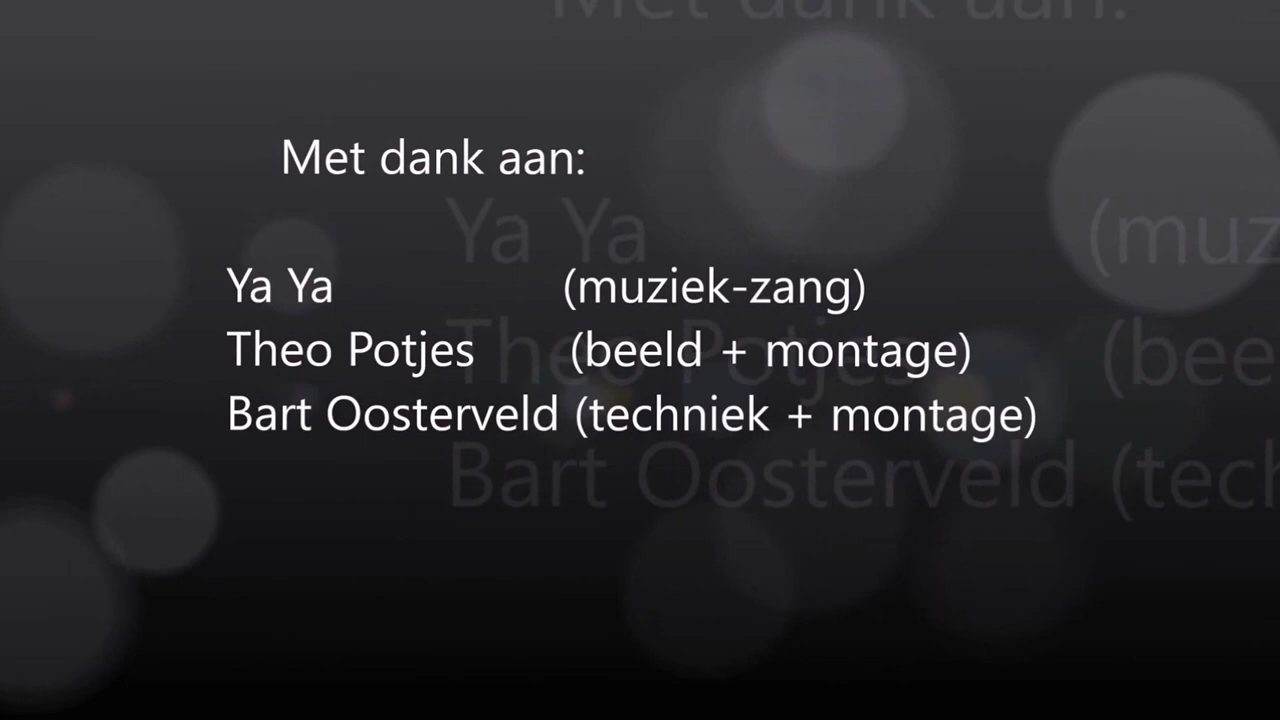 Met dank aan:
Ya Ya (muziek-zang)
Theo Potjes (beeld + montage)
Bart Oosterveld (techniek + montage)